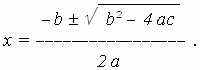 x = (−b ± √(b² − 4ac)) / 2a .